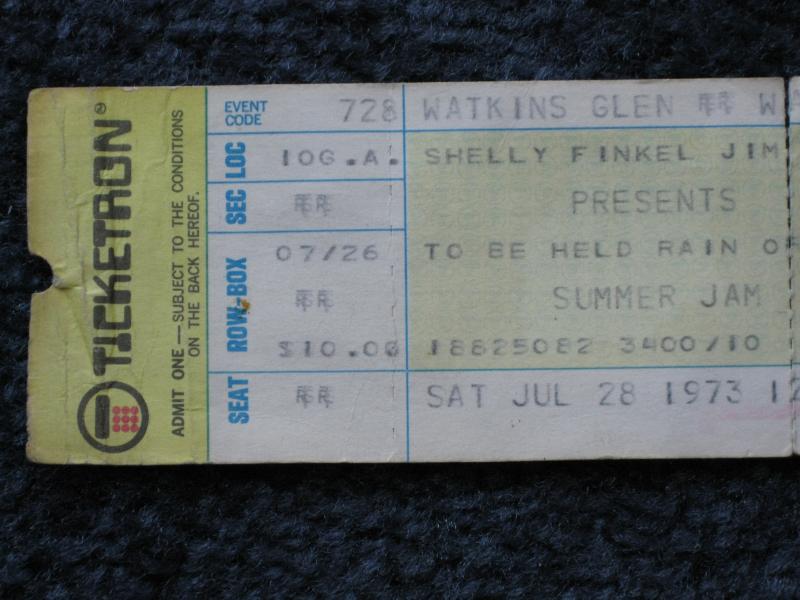 TICKETRON®
ADMIT ONE — SUBJECT TO THE CONDITIONS
ON THE BACK HEREOF.
EVENT CODE 728
LOC 10G.A.
SEC
ROW-BOX 07/26
$10.00
SEAT
WATKINS GLEN W
SHELLY FINKEL JIM
PRESENTS
TO BE HELD RAIN O
SUMMER JAM
18825082 3400/10
SAT JUL 28 1973 12